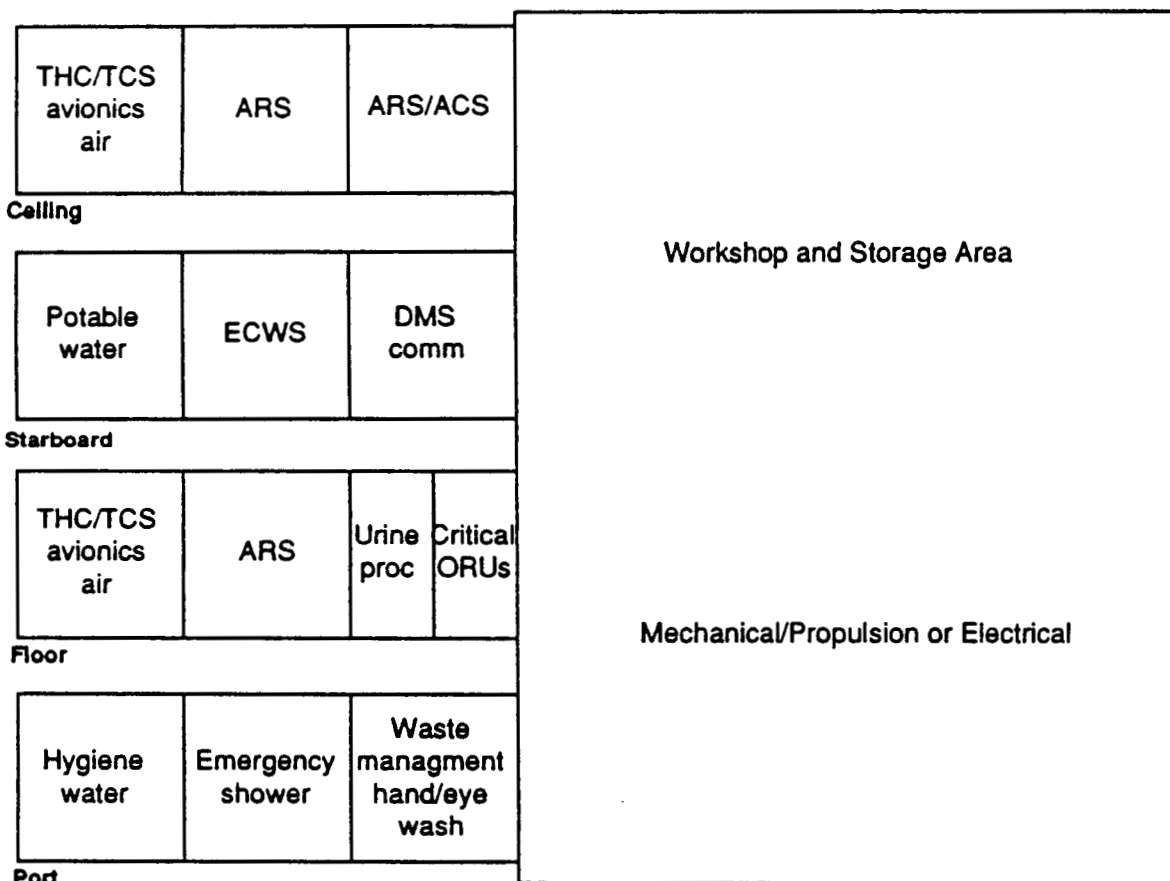 THC/TCS
avionics
air
ARS
ARS/ACS
Ceiling
Workshop and Storage Area
Potable
water
ECWS
DMS
comm
Starboard
THC/TCS
avionics
air
ARS
Urine
proc
Critical
ORUs
Floor
Mechanical/Propulsion or Electrical
Hygiene
water
Emergency
shower
Waste
managment
hand/eye
wash
Port